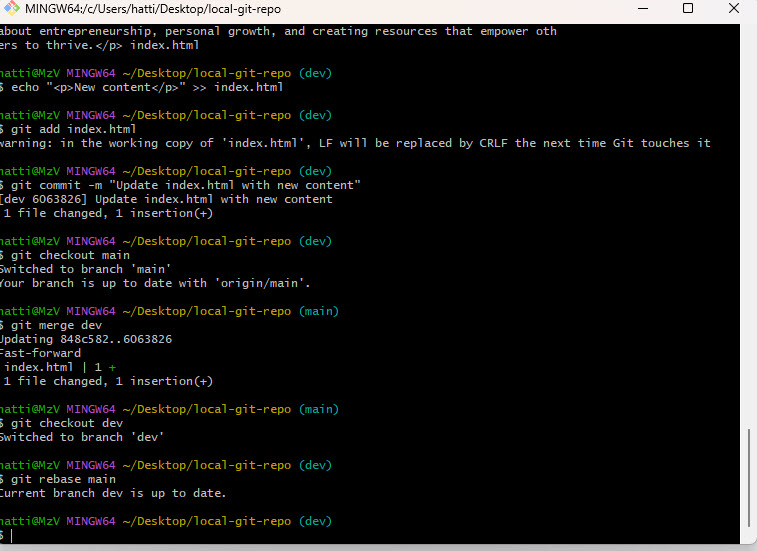 MINGW64:/c/Users/hatti/Desktop/local-git-repo
about entrepreneurship, personal growth, and creating resources that empower oth
ers to thrive.</p> index.html
hatti@MzV MINGW64 ~/Desktop/local-git-repo (dev)
$ echo "<p>New content</p>" >> index.html
hatti@MzV MINGW64 ~/Desktop/local-git-repo (dev)
$ git add index.html
warning: in the working copy of 'index.html', LF will be replaced by CRLF the next time Git touches it
hatti@MzV MINGW64 ~/Desktop/local-git-repo (dev)
$ git commit -m "Update index.html with new content"
[dev 6063826] Update index.html with new content
1 file changed, 1 insertion(+)
hatti@MzV MINGW64 ~/Desktop/local-git-repo (dev)
$ git checkout main
Switched to branch 'main'
Your branch is up to date with 'origin/main'.
hatti@MzV MINGW64 ~/Desktop/local-git-repo (main)
$ git merge dev
Updating 848c582..6063826
Fast-forward
index.html | 1 +
1 file changed, 1 insertion(+)
hatti@MzV MINGW64 ~/Desktop/local-git-repo (main)
$ git checkout dev
Switched to branch 'dev'
hatti@MzV MINGW64 ~/Desktop/local-git-repo (dev)
$ git rebase main
Current branch dev is up to date.
hatti@MzV MINGW64 ~/Desktop/local-git-repo (dev)
$